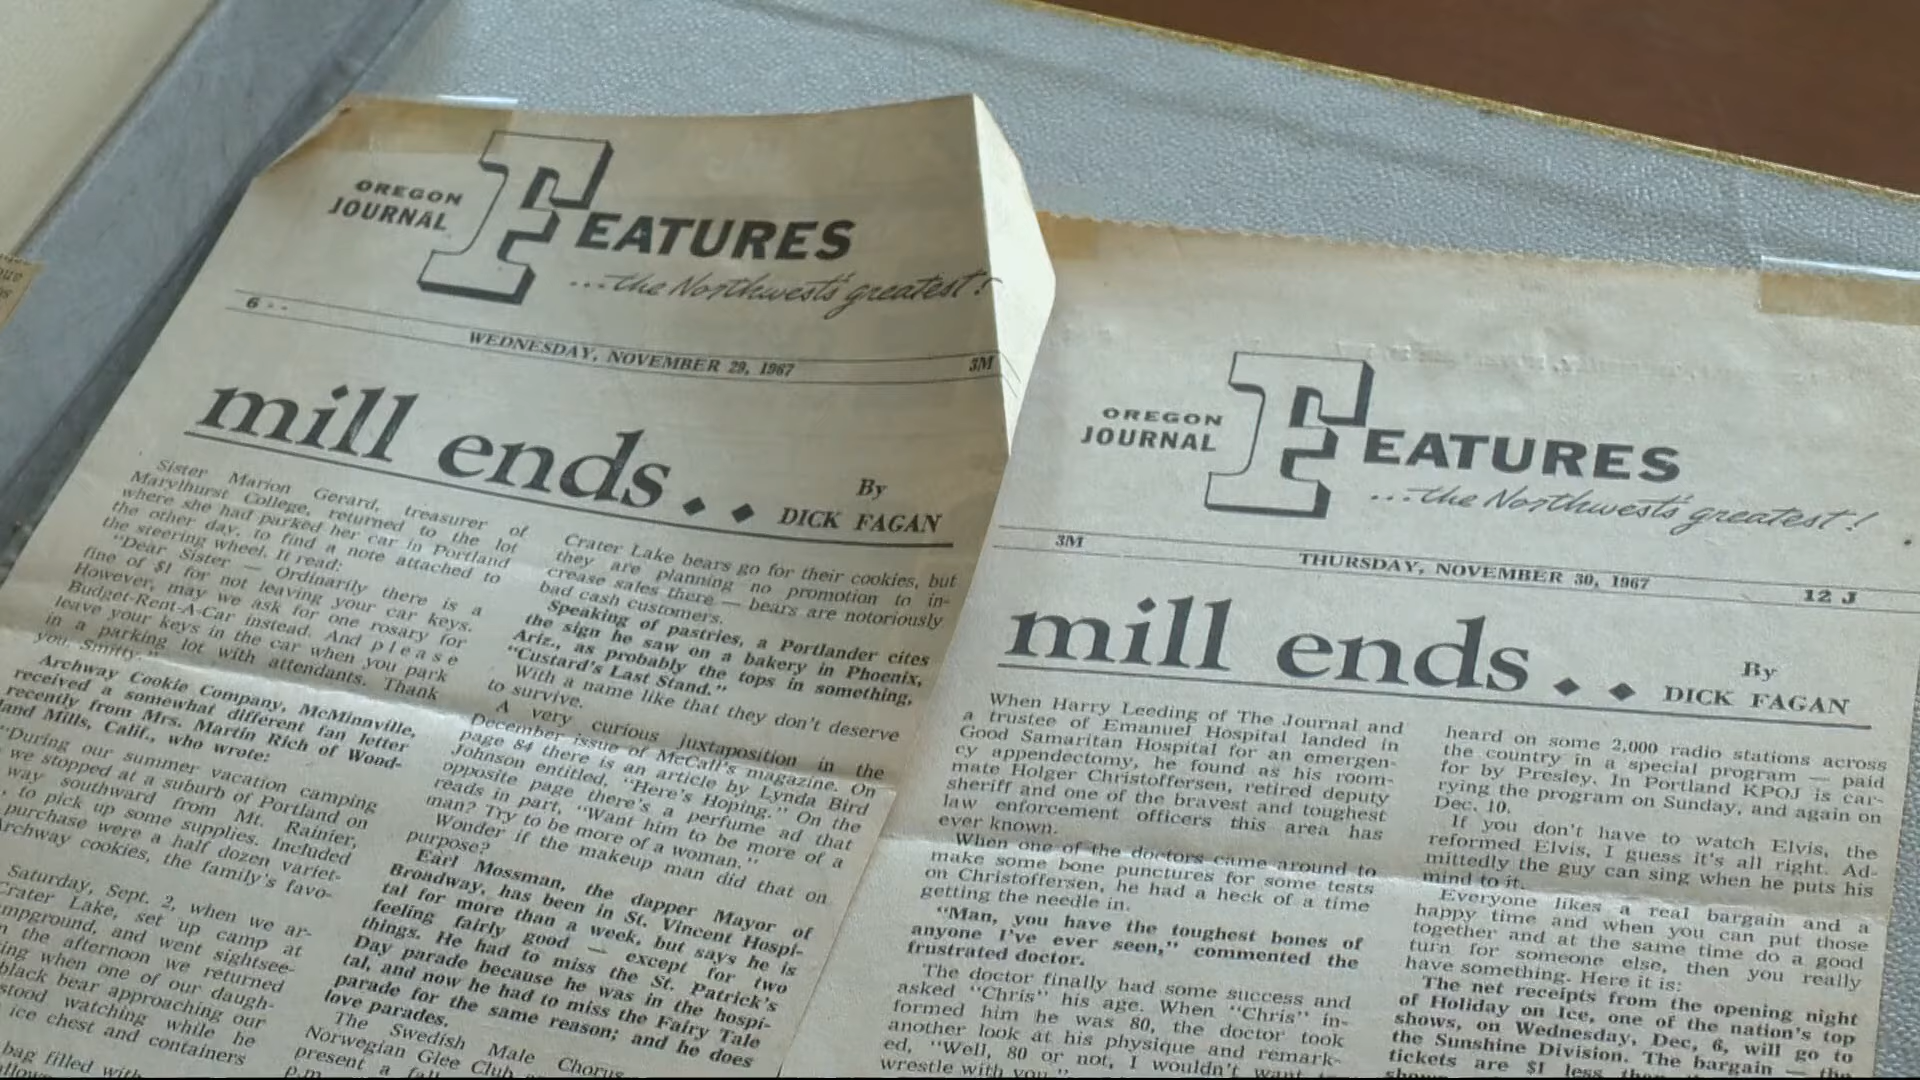 OREGON
JOURNAL
FEATURES
...the Northwest's greatest!
6
WEDNESDAY, NOVEMBER 29, 1967
3M
mill ends..
By
DICK FAGAN
Sister Marion Gerard, treasurer of
Marylhurst College, returned to the lot
where she had parked her car in Portland
the other day, to find a note attached to
the steering wheel. It read:
"Dear Sister — Ordinarily there is a
fine of $1 for not leaving your car keys.
However, may we ask for one rosary for
Budget-Rent-A-Car instead. And please
leave your keys in the car when you park
in a parking lot with attendants. Thank
you. Smitty."
Archway Cookie Company, McMinnville,
received a somewhat different fan letter
recently from Mrs. Martin Rich of Wood-
land Mills, Calif., who wrote:
"During our summer vacation camping
we stopped at a suburb of Portland on
way southward from Mt. Rainier,
to pick up some supplies. Included
purchase were a half dozen variet-
Archway cookies, the family's favo-
Saturday, Sept. 2, when we ar-
Crater Lake, set up camp at
campground, and went sightsee-
in the afternoon we returned
when one of our daugh-
black bear approaching our
stood watching while he
ice chest and containers
bag filled with
Crater Lake bears go for their cookies, but
they are planning no promotion to in-
crease sales there — bears are notoriously
bad cash customers.
Speaking of pastries, a Portlander cites
the sign he saw on a bakery in Phoenix,
Ariz., as probably the tops in something,
"Custard's Last Stand."
With a name like that they don't deserve
to survive.
A very curious juxtaposition in the
December issue of McCall's magazine. On
page 84 there is an article by Lynda Bird
Johnson entitled, "Here's Hoping." On the
opposite page there's a perfume ad that
reads in part, "Want him to be more of a
man? Try to be more of a woman."
Wonder if the makeup man did that on
purpose?
Earl Mossman, the dapper Mayor of
Broadway, has been in St. Vincent Hospi-
tal for more than a week, but says he is
feeling fairly good — except for two
things. He had to miss the St. Patrick's
Day parade because he was in the hospi-
tal, and now he had to miss the Fairy Tale
parade for the same reason; and he does
love parades.
The Swedish Male Chorus
Norwegian Glee Club
present a
p.m.
OREGON
JOURNAL
FEATURES
...the Northwest's greatest!
3M
THURSDAY, NOVEMBER 30, 1967
12 J
mill ends..
By
DICK FAGAN
When Harry Leeding of The Journal and
a trustee of Emanuel Hospital landed in
Good Samaritan Hospital for an emergen-
cy appendectomy, he found as his room-
mate Holger Christoffersen, retired deputy
sheriff and one of the bravest and toughest
law enforcement officers this area has
ever known.
When one of the doctors came around to
make some bone punctures for some tests
on Christoffersen, he had a heck of a time
getting the needle in.
"Man, you have the toughest bones of
anyone I've ever seen," commented the
frustrated doctor.
The doctor finally had some success and
asked "Chris" his age. When "Chris" in-
formed him he was 80, the doctor took
another look at his physique and remark-
ed, "Well, 80 or not, I wouldn't want to
wrestle with you."
heard on some 2,000 radio stations across
the country in a special program — paid
for by Presley. In Portland KPOJ is car-
rying the program on Sunday, and again on
Dec. 10.
If you don't have to watch Elvis, the
reformed Elvis, I guess it's all right. Ad-
mittedly the guy can sing when he puts his
mind to it.
Everyone likes a real bargain and a
happy time and when you can put those
together and at the same time do a good
turn for someone else, then you really
have something. Here it is:
The net receipts from the opening night
of Holiday on Ice, one of the nation's top
shows, on Wednesday, Dec. 6, will go to
the Sunshine Division. The bargain — the
tickets are $1 less than